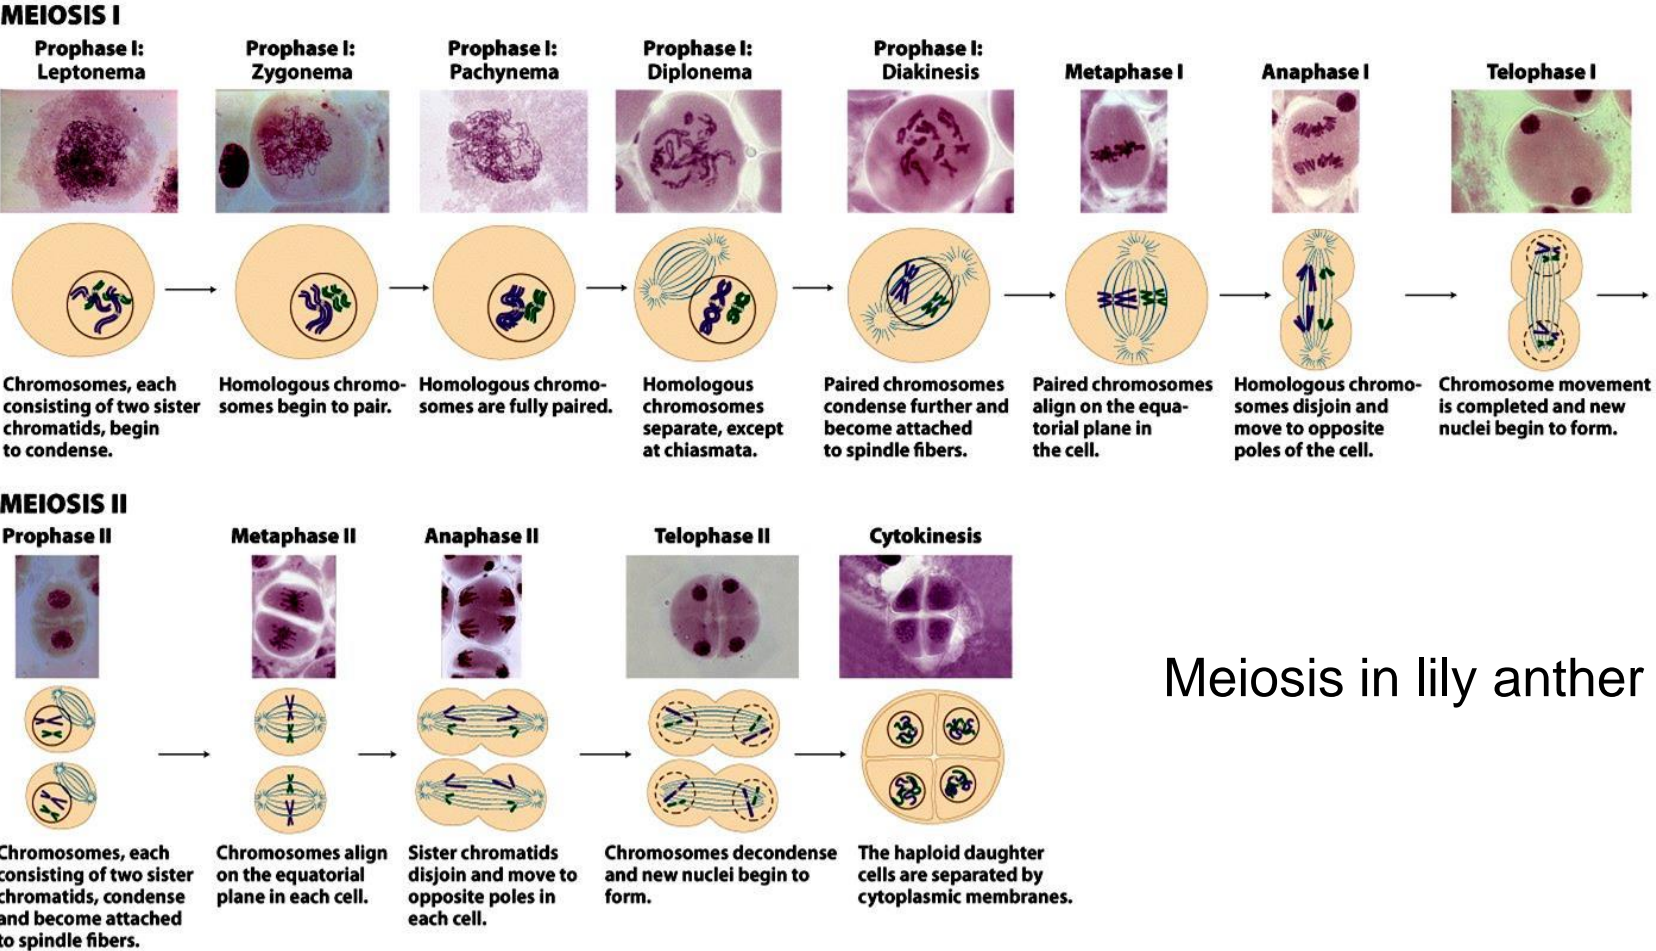 MEIOSIS I
Prophase I:
Leptonema
Prophase I:
Zygonema
Prophase I:
Pachynema
Prophase I:
Diplonema
Prophase I:
Diakinesis
Metaphase I
Anaphase I
Telophase I
Chromosomes, each
consisting of two sister
chromatids, begin
to condense.
Homologous chromo-
somes begin to pair.
Homologous chromo-
somes are fully paired.
Homologous
chromosomes
separate, except
at chiasmata.
Paired chromosomes
condense further and
become attached
to spindle fibers.
Paired chromosomes
align on the equa-
torial plane in
the cell.
Homologous chromo-
somes disjoin and
move to opposite
poles of the cell.
Chromosome movement
is completed and new
nuclei begin to form.
MEIOSIS II
Prophase II
Metaphase II
Anaphase II
Telophase II
Cytokinesis
Meiosis in lily anther
Chromosomes, each
consisting of two sister
chromatids, condense
and become attached
to spindle fibers.
Chromosomes align
on the equatorial
plane in each cell.
Sister chromatids
disjoin and move to
opposite poles in
each cell.
Chromosomes decondense
and new nuclei begin to
form.
The haploid daughter
cells are separated by
cytoplasmic membranes.